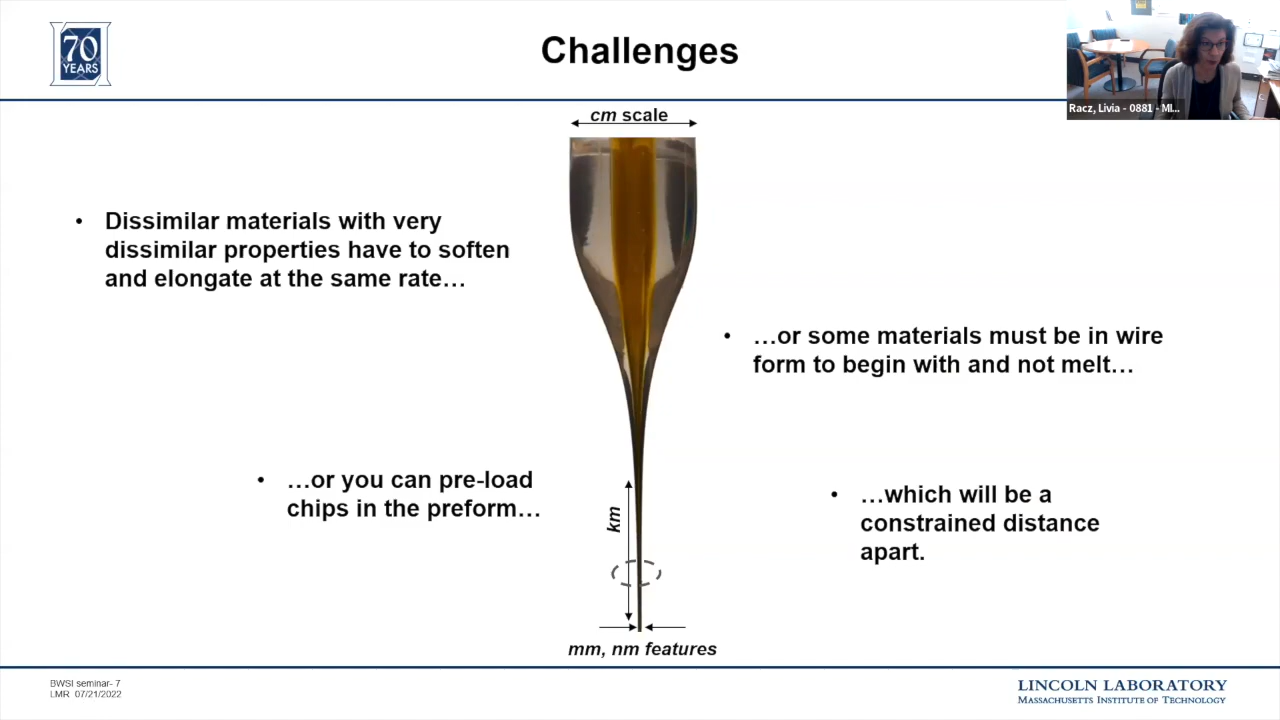 70
YEARS
Challenges
Racz, Livia - 0881 - MI...
cm scale
• Dissimilar materials with very
dissimilar properties have to soften
and elongate at the same rate…
• …or some materials must be in wire
form to begin with and not melt…
• …or you can pre-load
chips in the preform…
• …which will be a
constrained distance
apart.
km
mm, nm features
BWSI seminar- 7
LMR 07/21/2022
LINCOLN LABORATORY
MASSACHUSETTS INSTITUTE OF TECHNOLOGY